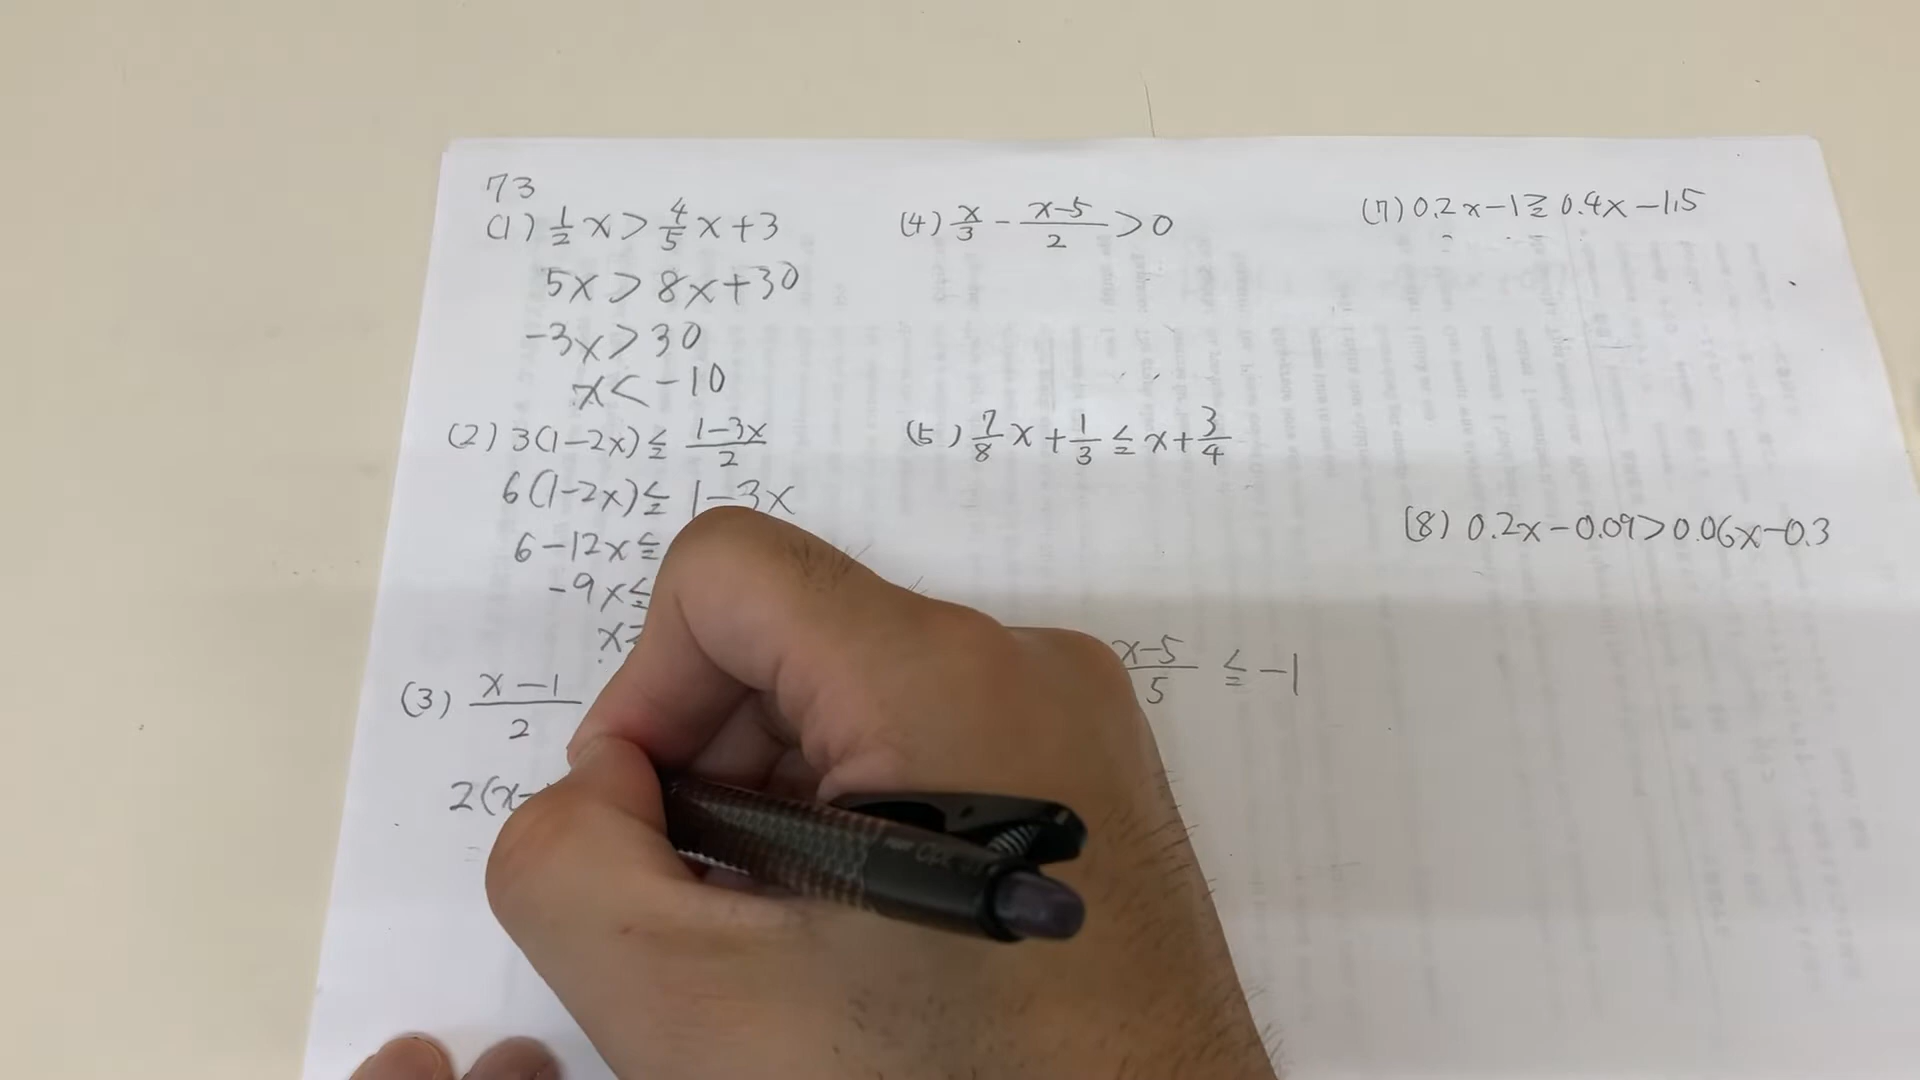 73
(1) 1/2 x > 4/5 x + 3
5x > 8x + 30
-3x > 30
x < -10
(2) 3(1-2x) ≦ (1-3x)/2
6(1-2x) ≦ 1-3x
6-12x ≦
-9x ≦
(3) (x-1)/2
2(x-
(4) x/3 - (x-5)/2 > 0
(5) 7/8 x + 1/3 ≦ x + 3/4
x-5/5 ≦ -1
(7) 0.2x-1 ≧ 0.4x-1.5
(8) 0.2x-0.09 > 0.06x-0.3